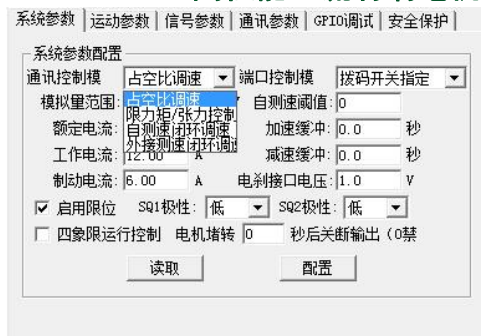 系统参数 运动参数 信号参数 通讯参数 GPIO调试 安全保护
系统参数配置
通讯控制模 占空比调速 端口控制模 拨码开关指定
模拟量范围: 占空比调速 自测速阈值: 0
限力矩/张力控制
额定电流: 自测速闭环调速 加速缓冲: 0.0 秒
外接测速闭环调速
工作电流: 12.00 A 减速缓冲: 0.0 秒
制动电流: 6.00 A 电刹接口电压: 1.0 V
启用限位 SQ1极性: 低 SQ2极性: 低
四象限运行控制 电机堵转 0 秒后关断输出 (0禁
读取 配置